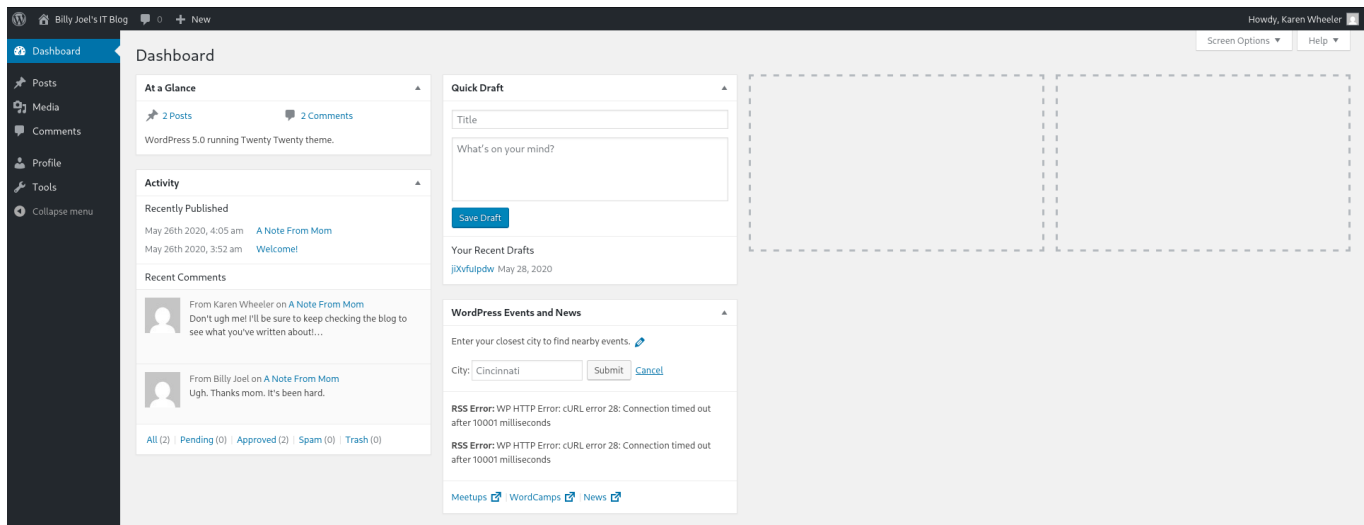 Billy Joel's IT Blog 0 + New Howdy, Karen Wheeler
Screen Options ▼ Help ▼
Dashboard
Posts
Media
Comments
Profile
Tools
Collapse menu
Dashboard
At a Glance
2 Posts 2 Comments
WordPress 5.0 running Twenty Twenty theme.
Activity
Recently Published
May 26th 2020, 4:05 am A Note From Mom
May 26th 2020, 3:52 am Welcome!
Recent Comments
From Karen Wheeler on A Note From Mom
Don't ugh me! I'll be sure to keep checking the blog to
see what you've written about!…
From Billy Joel on A Note From Mom
Ugh. Thanks mom. It's been hard.
All (2) | Pending (0) | Approved (2) | Spam (0) | Trash (0)
Quick Draft
Title
What's on your mind?
Save Draft
Your Recent Drafts
jiXvfuIpdw May 28, 2020
WordPress Events and News
Enter your closest city to find nearby events.
City: Cincinnati Submit Cancel
RSS Error: WP HTTP Error: cURL error 28: Connection timed out
after 10001 milliseconds
RSS Error: WP HTTP Error: cURL error 28: Connection timed out
after 10001 milliseconds
Meetups | WordCamps | News